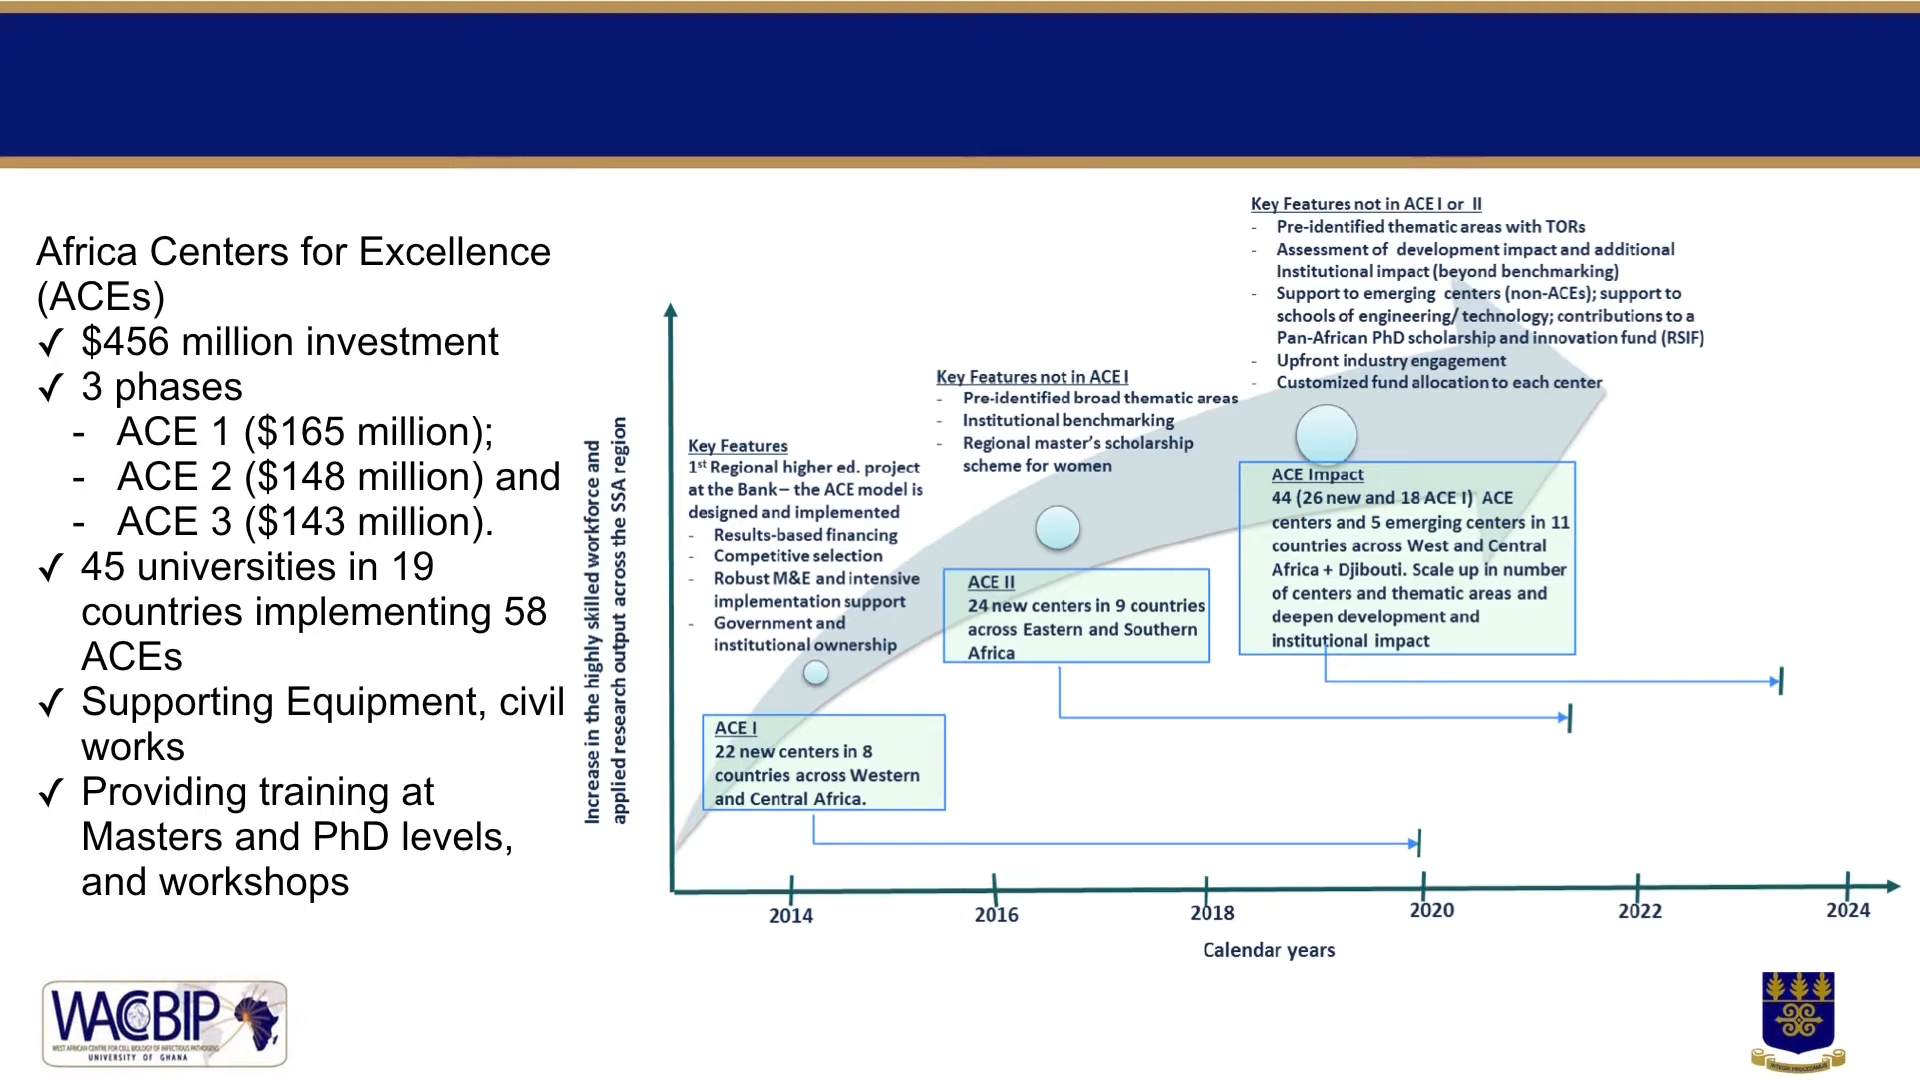 Africa Centers for Excellence
(ACEs)
✓ $456 million investment
✓ 3 phases
- ACE 1 ($165 million);
- ACE 2 ($148 million) and
- ACE 3 ($143 million).
✓ 45 universities in 19
countries implementing 58
ACEs
✓ Supporting Equipment, civil
works
✓ Providing training at
Masters and PhD levels,
and workshops
Increase in the highly skilled workforce and
applied research output across the SSA region
Key Features
1st Regional higher ed. project
at the Bank – the ACE model is
designed and implemented
- Results-based financing
- Competitive selection
- Robust M&E and intensive
implementation support
- Government and
institutional ownership
ACE I
22 new centers in 8
countries across Western
and Central Africa.
Key Features not in ACE I
- Pre-identified broad thematic areas
- Institutional benchmarking
- Regional master's scholarship
scheme for women
ACE II
24 new centers in 9 countries
across Eastern and Southern
Africa
Key Features not in ACE I or II
- Pre-identified thematic areas with TORs
- Assessment of development impact and additional
Institutional impact (beyond benchmarking)
- Support to emerging centers (non-ACEs); support to
schools of engineering/ technology; contributions to a
Pan-African PhD scholarship and innovation fund (RSIF)
- Upfront industry engagement
- Customized fund allocation to each center
ACE Impact
44 (26 new and 18 ACE I) ACE
centers and 5 emerging centers in 11
countries across West and Central
Africa + Djibouti. Scale up in number
of centers and thematic areas and
deepen development and
institutional impact
2014 2016 2018 2020 2022 2024
Calendar years
WACCBIP
WEST AFRICAN CENTRE FOR CELL BIOLOGY OF INFECTIOUS PATHOGENS
UNIVERSITY OF GHANA
INTEGRI PROCEDAMUS